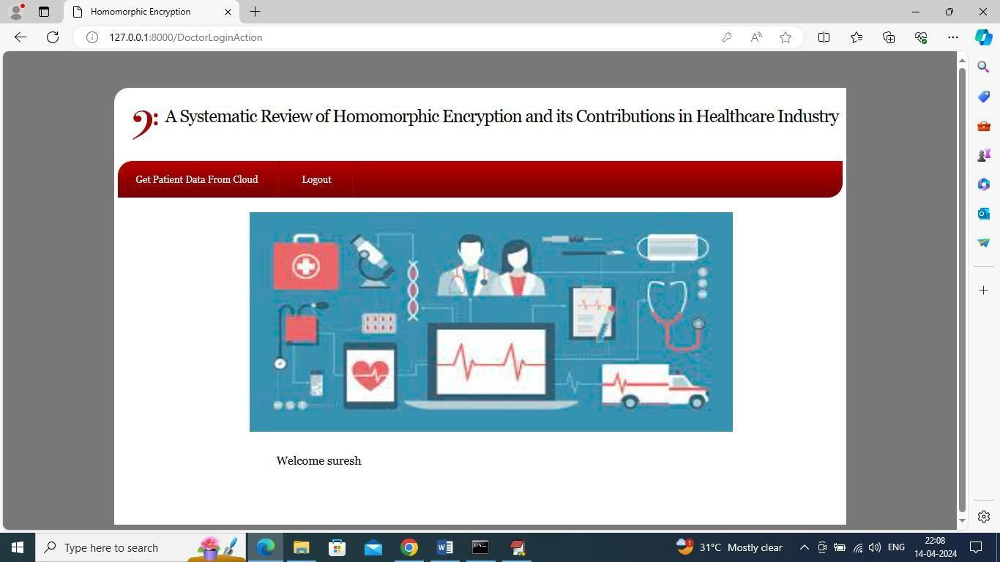 Homomorphic Encryption
127.0.0.1:8000/DoctorLoginAction
A Systematic Review of Homomorphic Encryption and its Contributions in Healthcare Industry
Get Patient Data From Cloud
Logout
Welcome suresh
Type here to search
1
31°C Mostly clear
ENG
22:08
14-04-2024